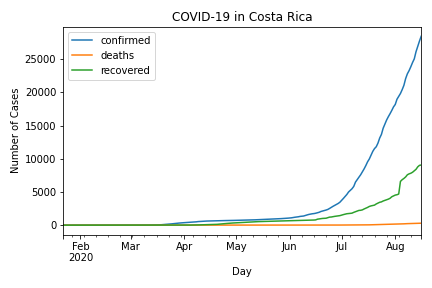 COVID-19 in Costa Rica
confirmed
deaths
recovered
Number of Cases
25000
20000
15000
10000
5000
0
Feb Mar Apr May Jun Jul Aug
2020
Day